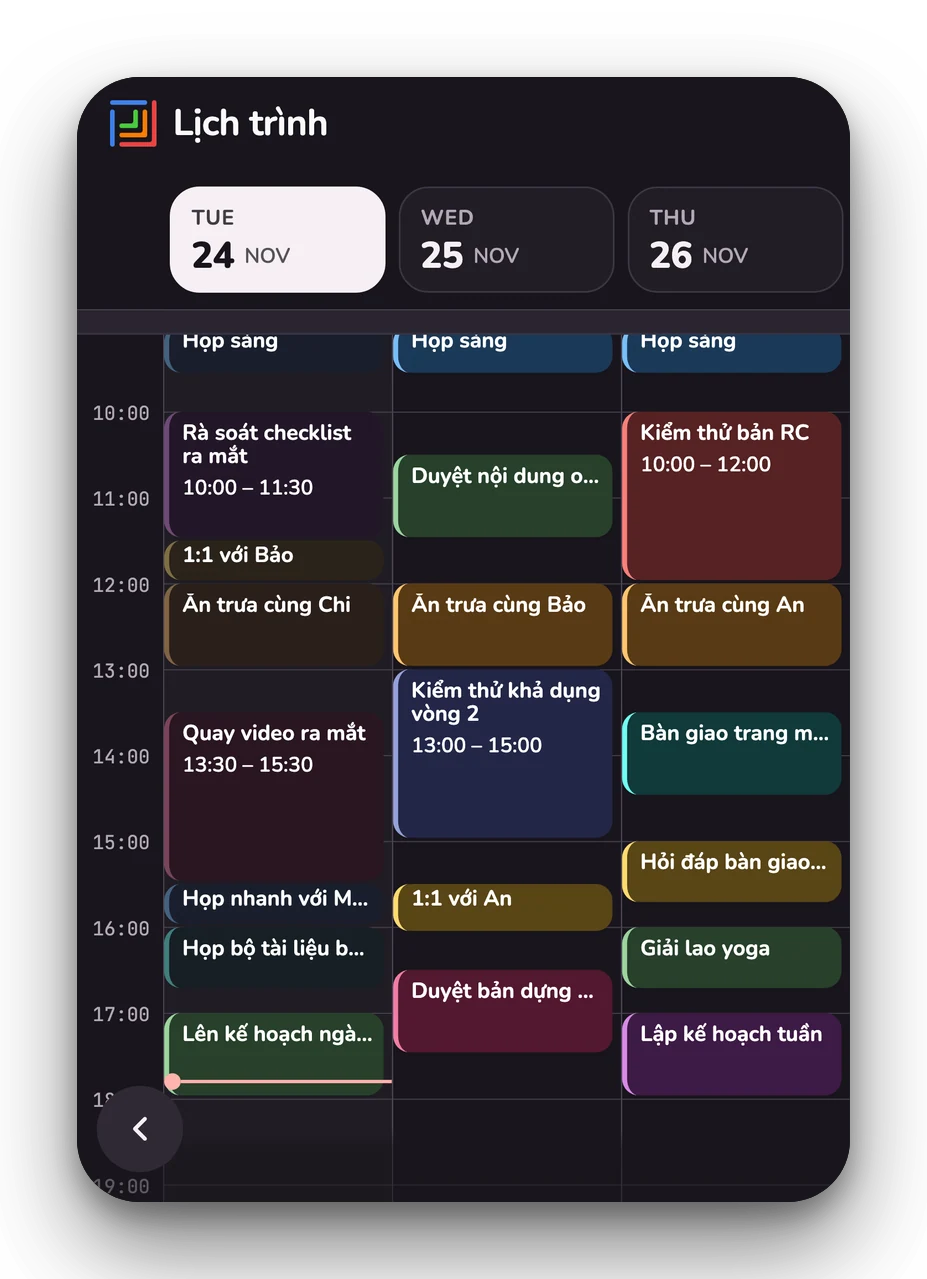 Lịch trình
TUE
24 NOV
WED
25 NOV
THU
26 NOV
Họp sáng
Họp sáng
Họp sáng
10:00
11:00
12:00
13:00
14:00
15:00
16:00
17:00
19:00
Rà soát checklist
ra mắt
10:00 – 11:30
1:1 với Bảo
Ăn trưa cùng Chi
Quay video ra mắt
13:30 – 15:30
Họp nhanh với M...
Họp bộ tài liệu b...
Lên kế hoạch ngà...
Duyệt nội dung o...
Ăn trưa cùng Bảo
Kiểm thử khả dụng
vòng 2
13:00 – 15:00
1:1 với An
Duyệt bản dựng ...
Kiểm thử bản RC
10:00 – 12:00
Ăn trưa cùng An
Bàn giao trang m...
Hỏi đáp bàn giao...
Giải lao yoga
Lập kế hoạch tuần